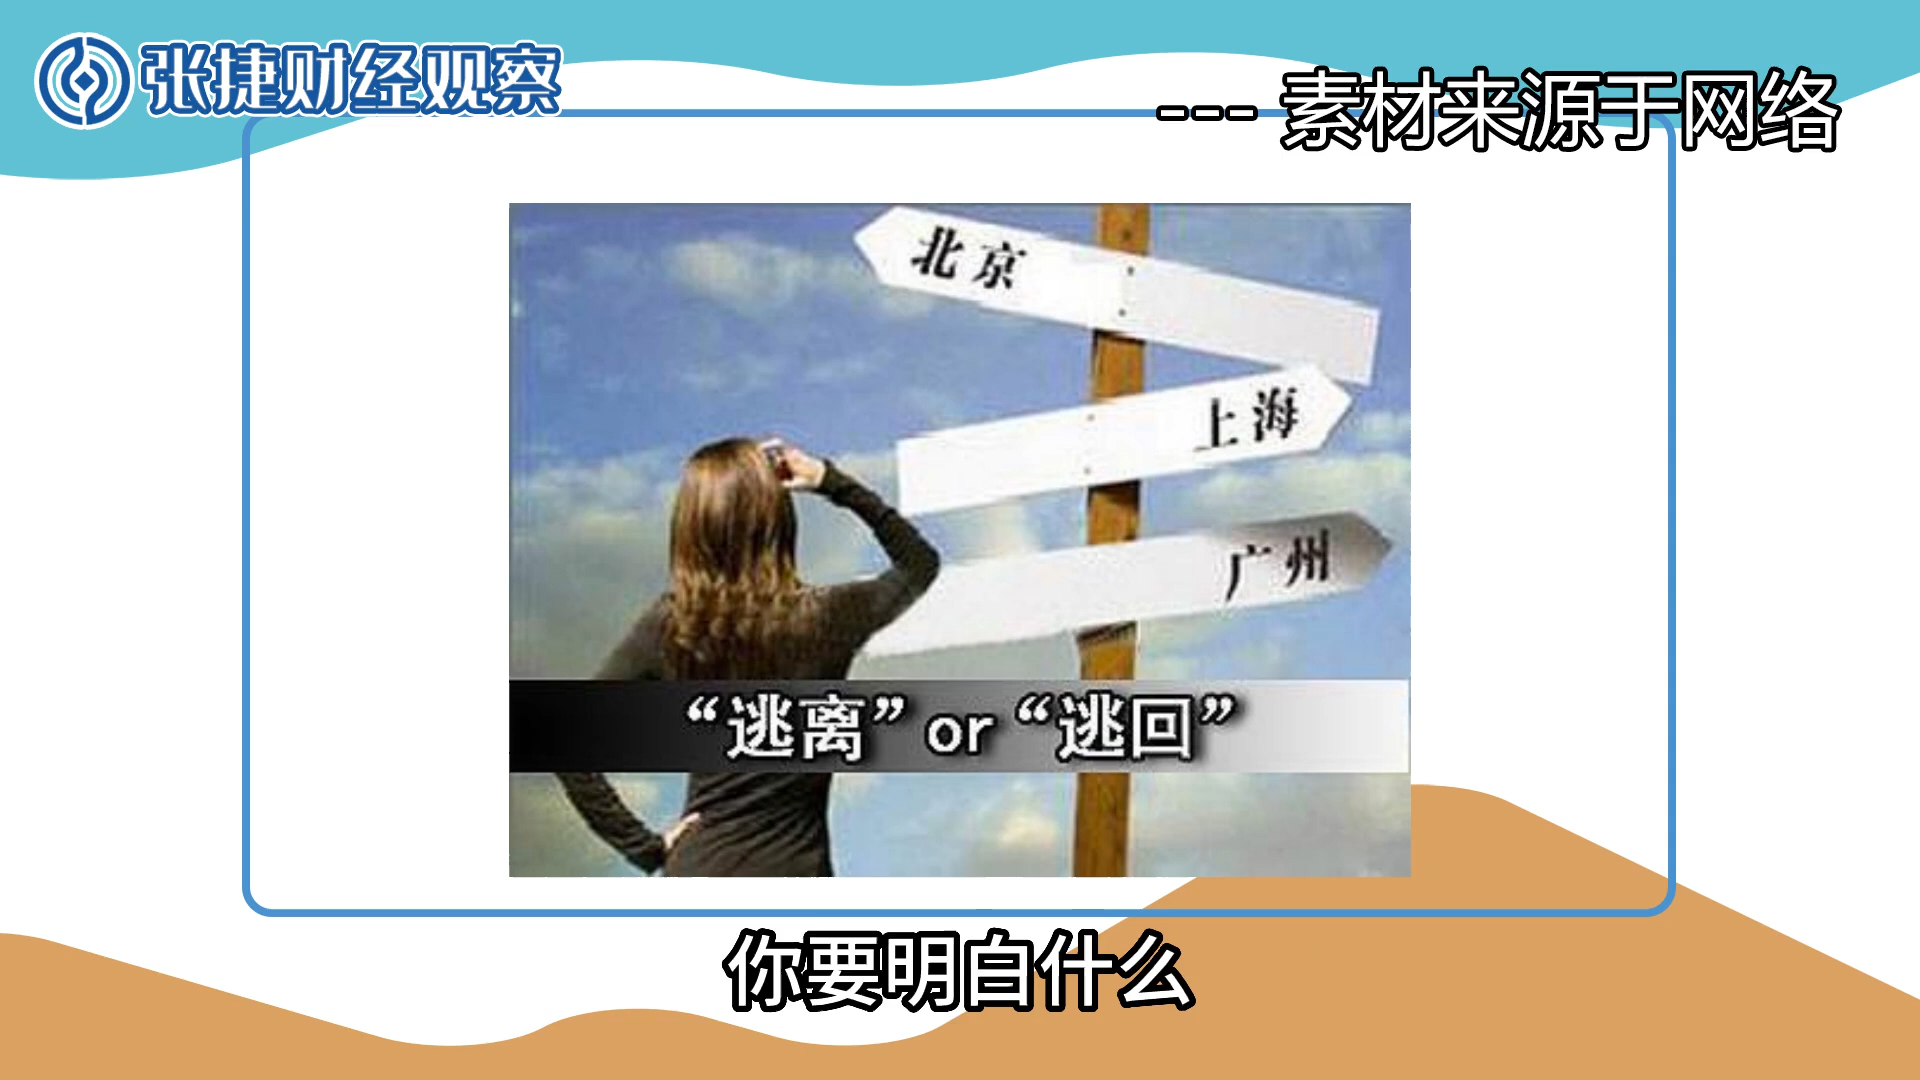 张捷财经观察
--- 素材来源于网络
北京
上海
广州
“逃离”or“逃回”
你要明白什么